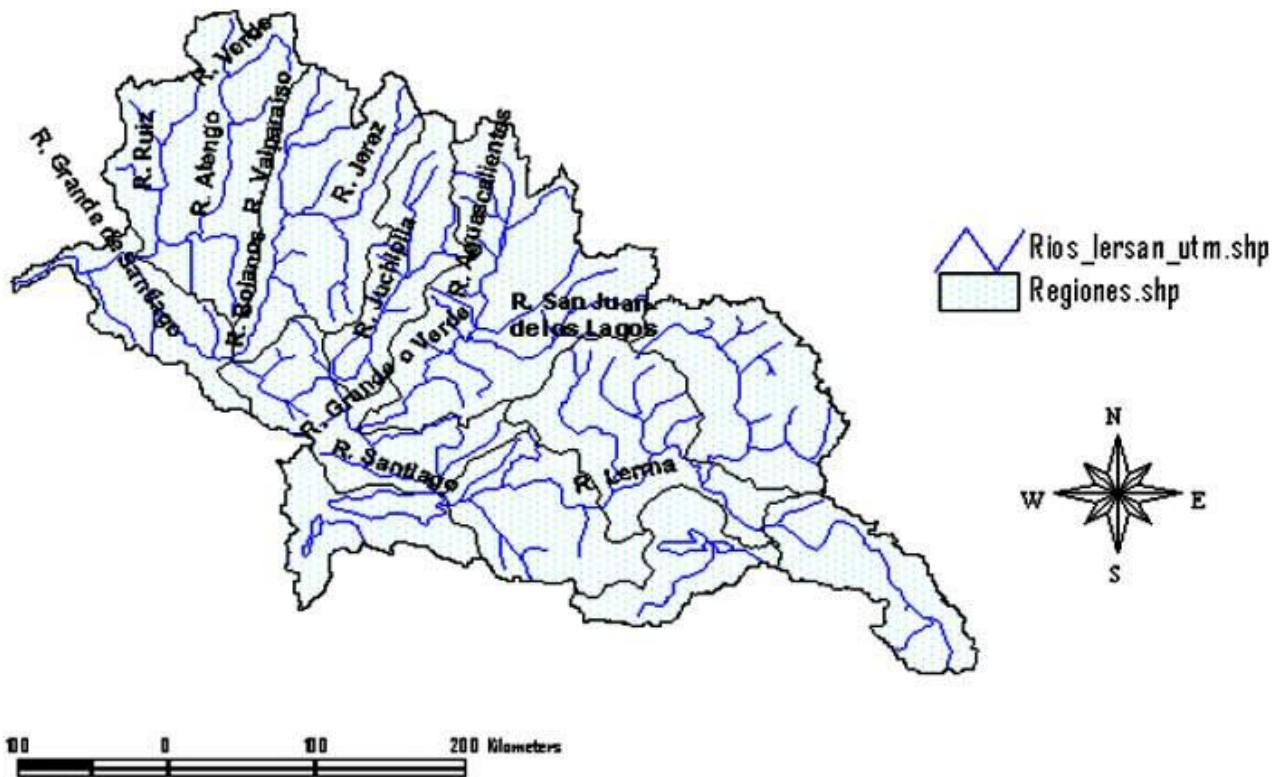 R. Verde
R. Ruiz
R. Atengo
R. Valparaiso
R. Jerez
R. Aguascalientes
R. Grande de Santiago
R. Bolanos
R. Juchipila
R. San Juan
de los Lagos
R. Grande o Verde
R. Santiago
R. Lerma
Rios_lersan_utm.shp
Regiones.shp
N
W
E
S
100 0 100 200 Kilometers